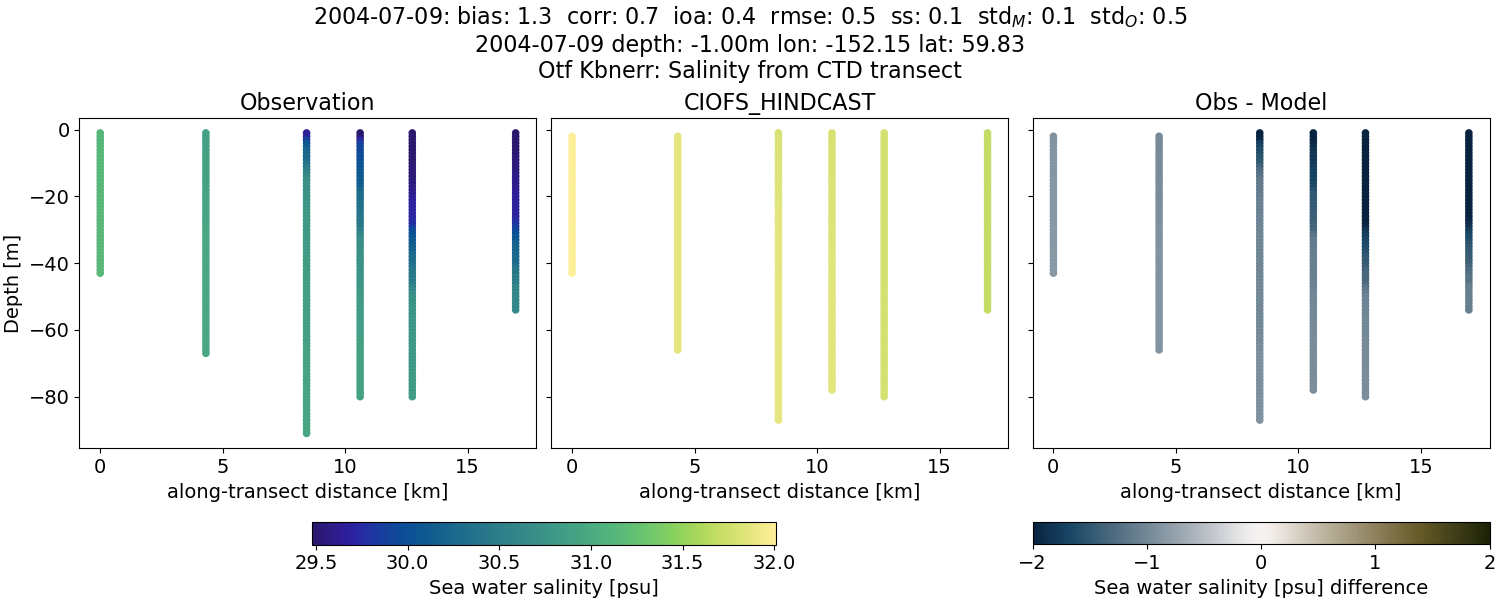 2004-07-09: bias: 1.3 corr: 0.7 ioa: 0.4 rmse: 0.5 ss: 0.1 std_M: 0.1 std_O: 0.5
2004-07-09 depth: -1.00m lon: -152.15 lat: 59.83
Otf Kbnerr: Salinity from CTD transect
Observation
CIOFS_HINDCAST
Obs - Model
Depth [m]
0
−20
−40
−60
−80
0 5 10 15
0 5 10 15
0 5 10 15
along-transect distance [km]
along-transect distance [km]
along-transect distance [km]
29.5 30.0 30.5 31.0 31.5 32.0
Sea water salinity [psu]
−2 −1 0 1 2
Sea water salinity [psu] difference